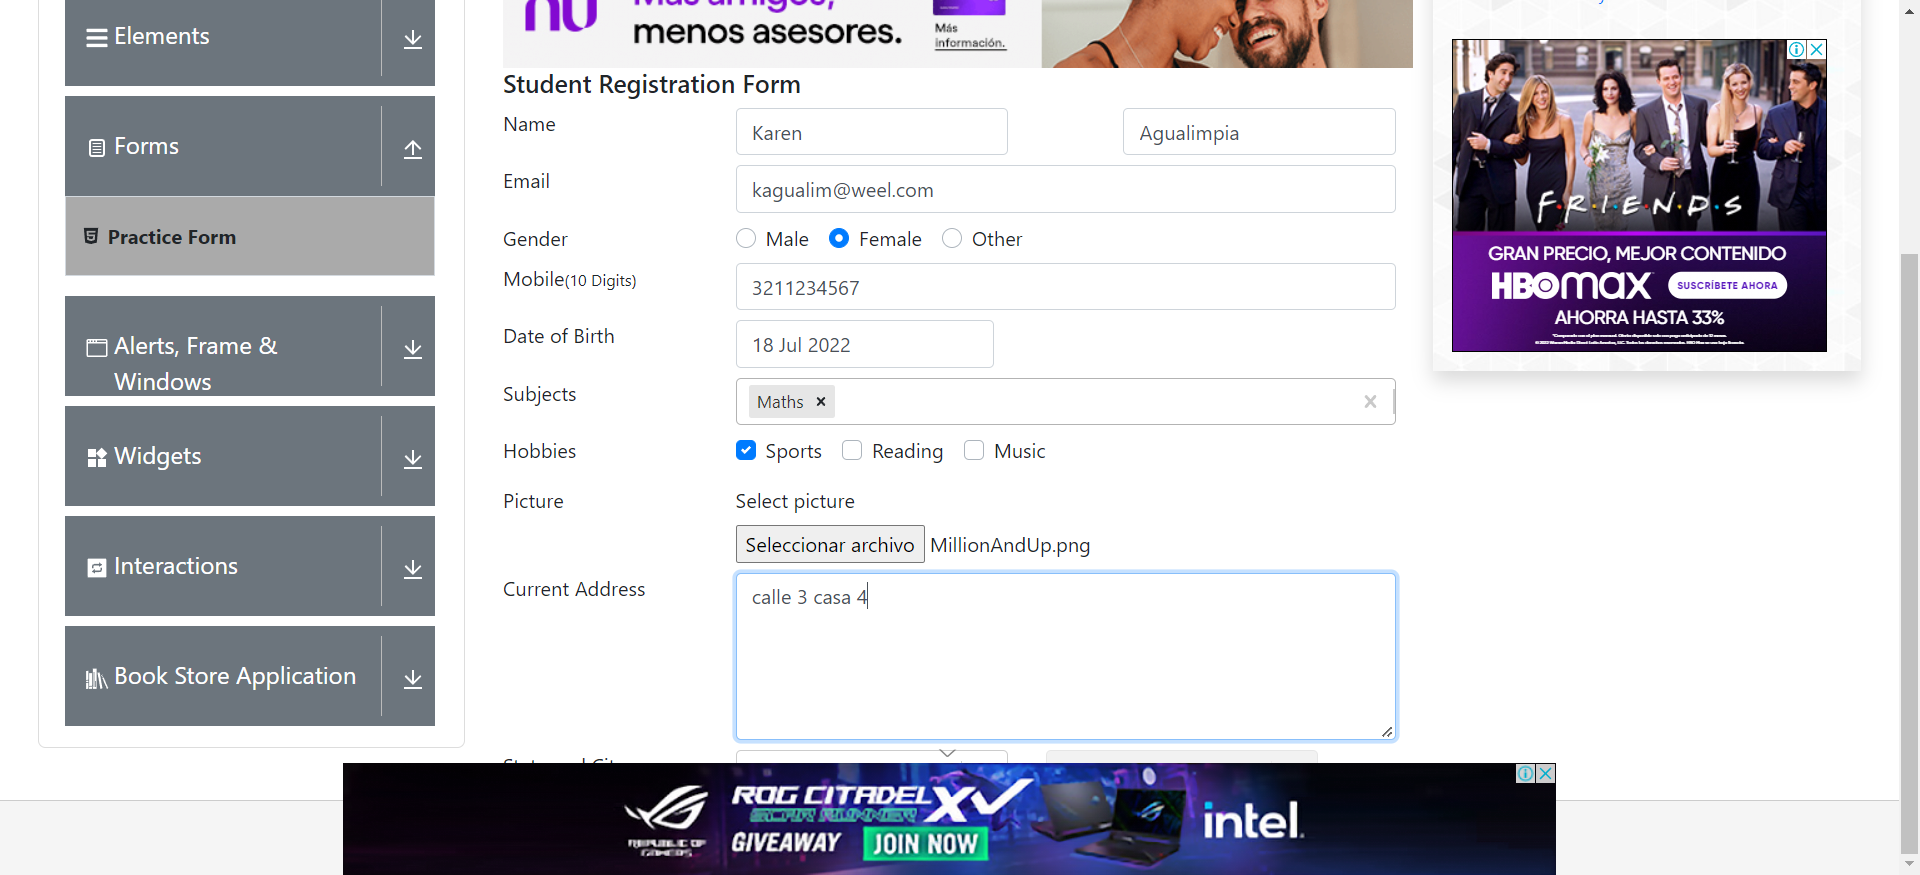 Elements
Forms
Practice Form
Alerts, Frame &
Windows
Widgets
Interactions
Book Store Application
nu
menos asesores.
Más
información.
Student Registration Form
Name
Karen
Agualimpia
Email
kagualim@weel.com
Gender
Male
Female
Other
Mobile(10 Digits)
3211234567
Date of Birth
18 Jul 2022
Subjects
Maths
Hobbies
Sports
Reading
Music
Picture
Select picture
Seleccionar archivo
MillionAndUp.png
Current Address
calle 3 casa 4
F·R·I·E·N·D·S
GRAN PRECIO, MEJOR CONTENIDO
HBOMAX
SUSCRÍBETE AHORA
AHORRA HASTA 33%
REPUBLIC OF
GAMERS
ROG CITADEL XV
GIVEAWAY
JOIN NOW
intel.